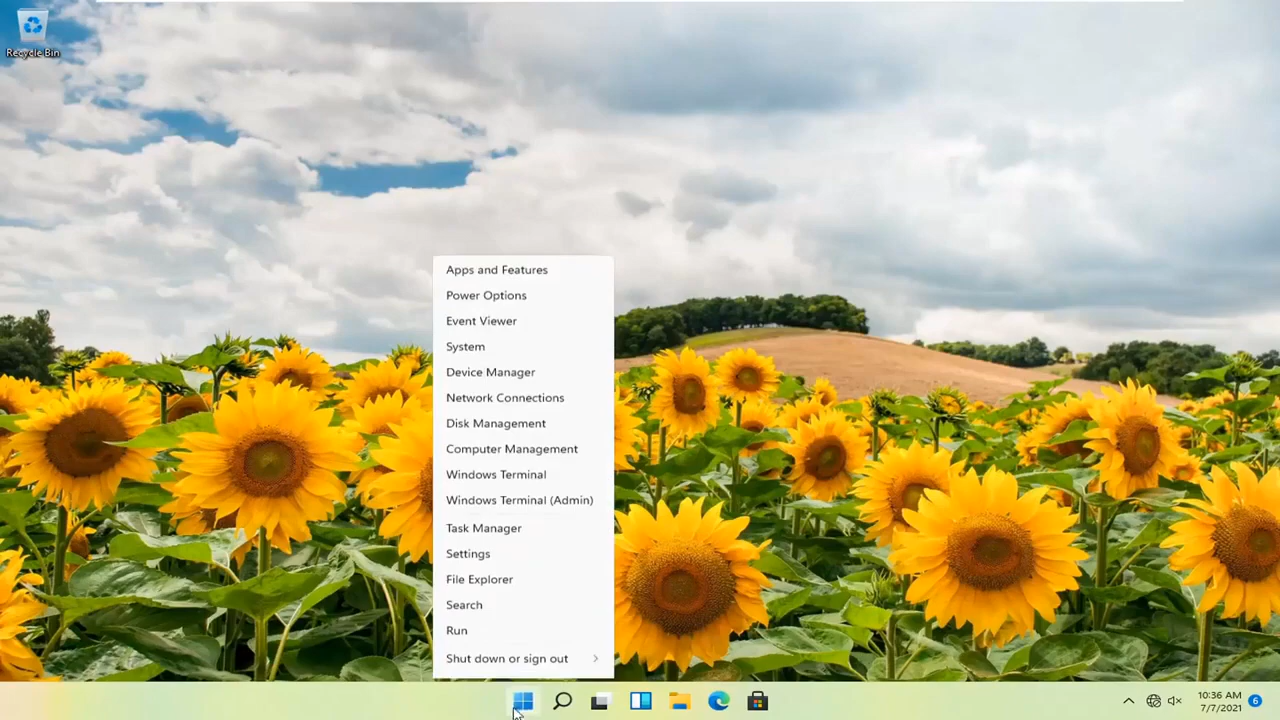 Recycle Bin
Apps and Features
Power Options
Event Viewer
System
Device Manager
Network Connections
Disk Management
Computer Management
Windows Terminal
Windows Terminal (Admin)
Task Manager
Settings
File Explorer
Search
Run
Shut down or sign out
10:36 AM
7/7/2021
6